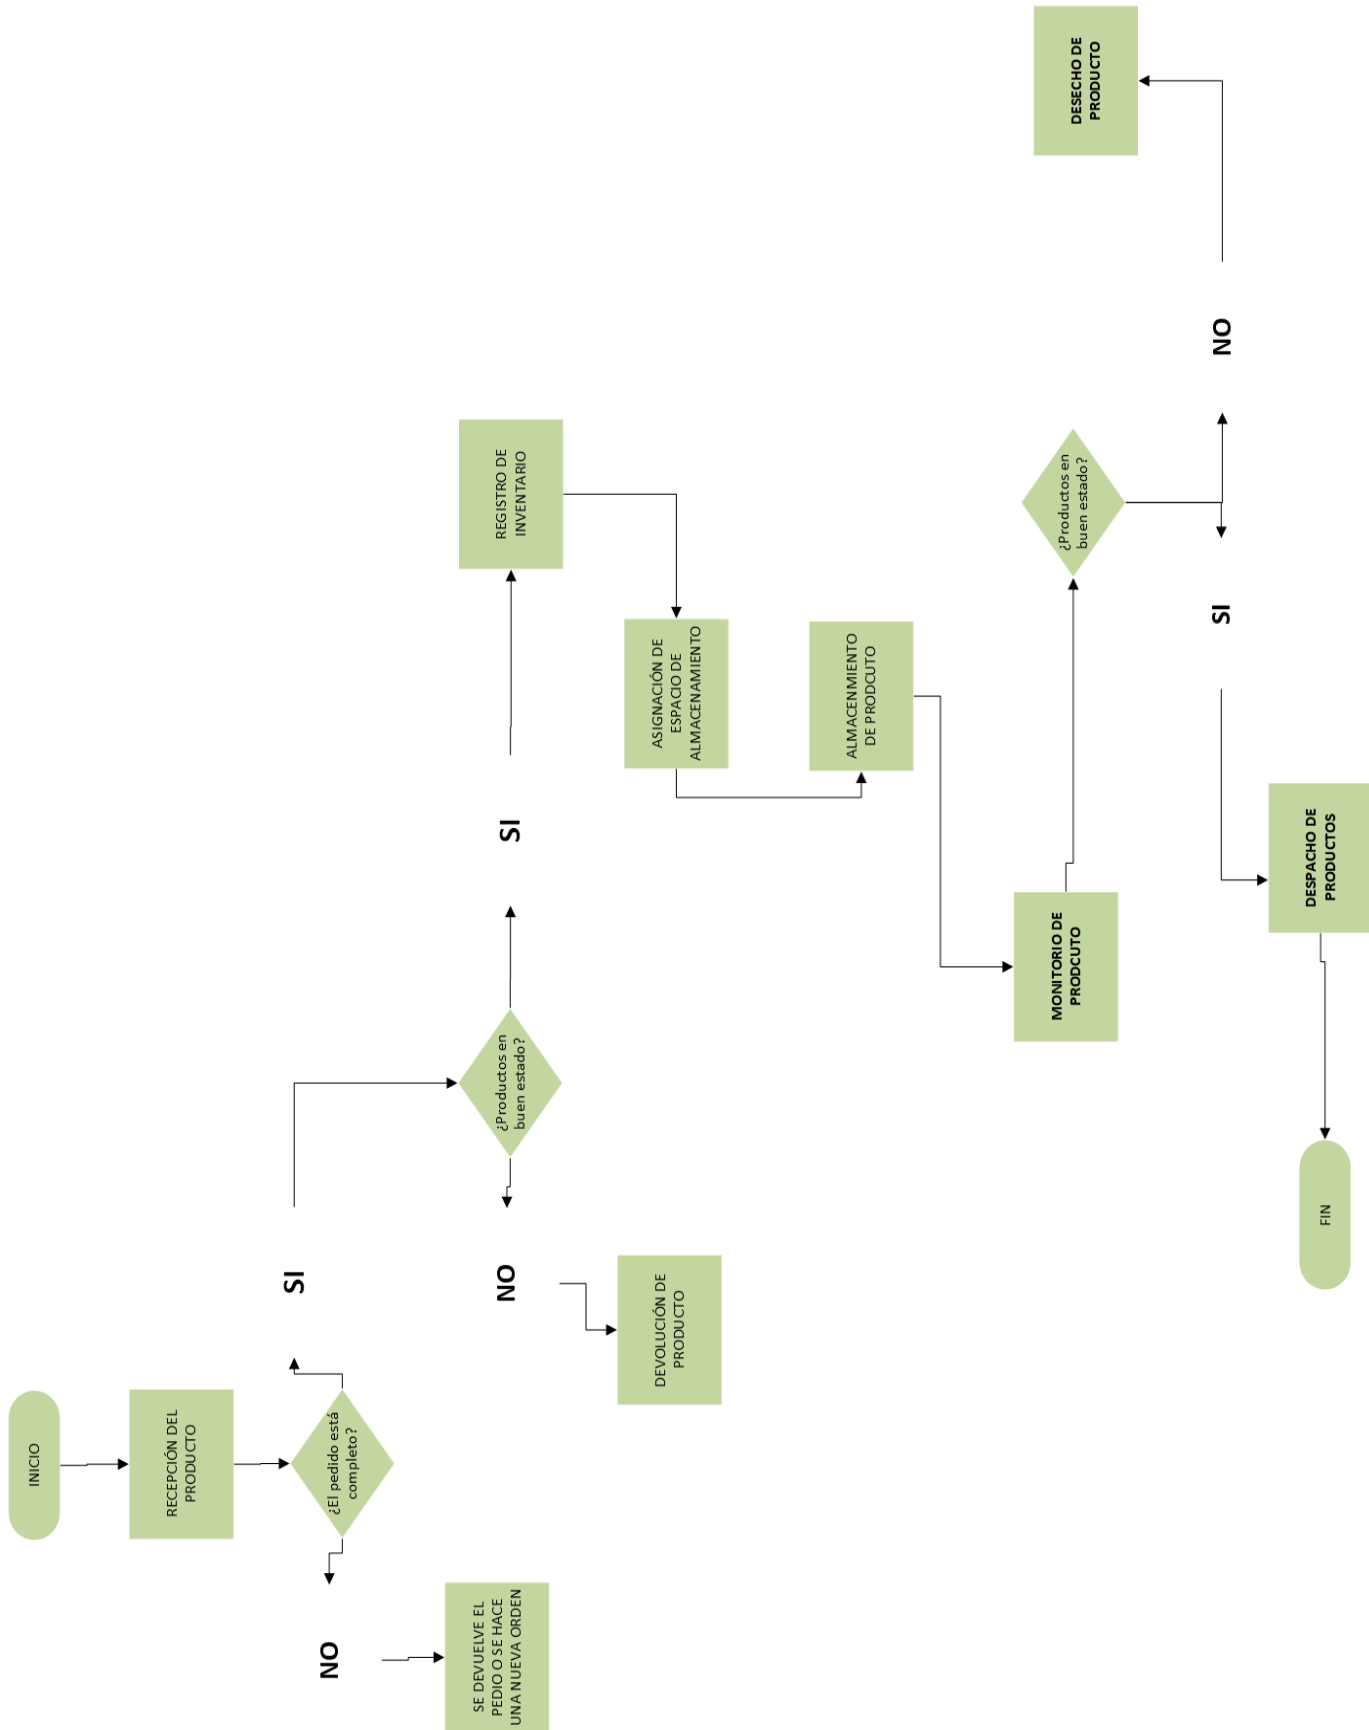 INICIO
RECEPCIÓN DEL
PRODUCTO
¿El pedido está
completo?
NO
SE DEVUELVE EL
PEDIO O SE HACE
UNA NUEVA ORDEN
SI
¿Productos en
buen estado?
NO
DEVOLUCIÓN DE
PRODUCTO
SI
REGISTRO DE
INVENTARIO
ASIGNACIÓN DE
ESPACIO DE
ALMACENAMIENTO
ALMACENMIENTO
DE PRODCUTO
MONITORIO DE
PRODCUTO
¿Productos en
buen estado?
NO
DESECHO DE
PRODUCTO
SI
DESPACHO DE
PRODUCTOS
FIN